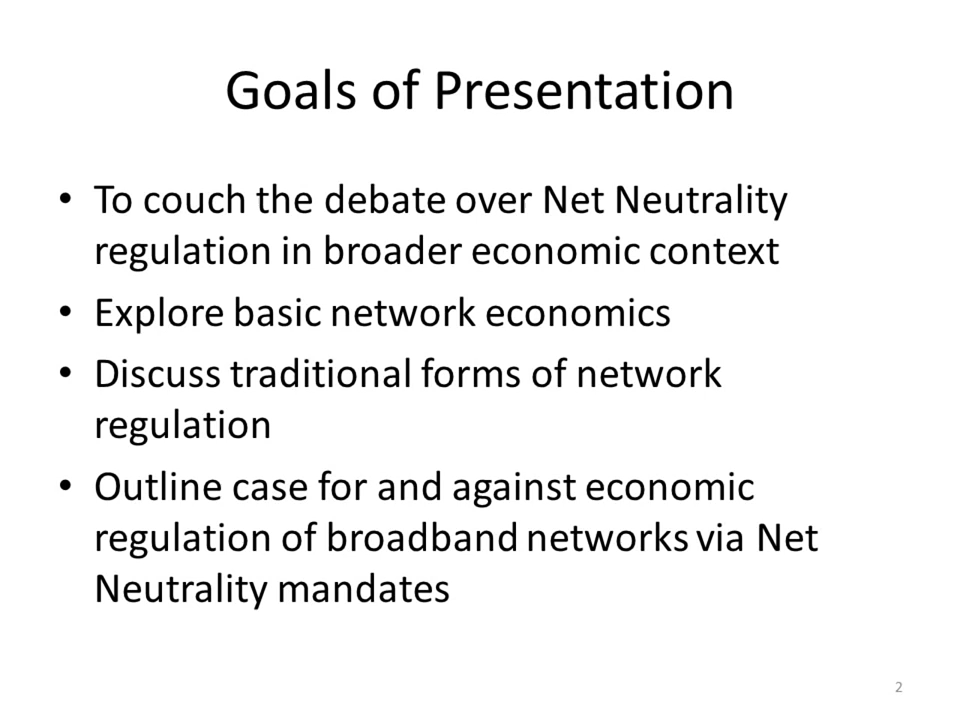 Goals of Presentation
• To couch the debate over Net Neutrality
regulation in broader economic context
• Explore basic network economics
• Discuss traditional forms of network
regulation
• Outline case for and against economic
regulation of broadband networks via Net
Neutrality mandates
2